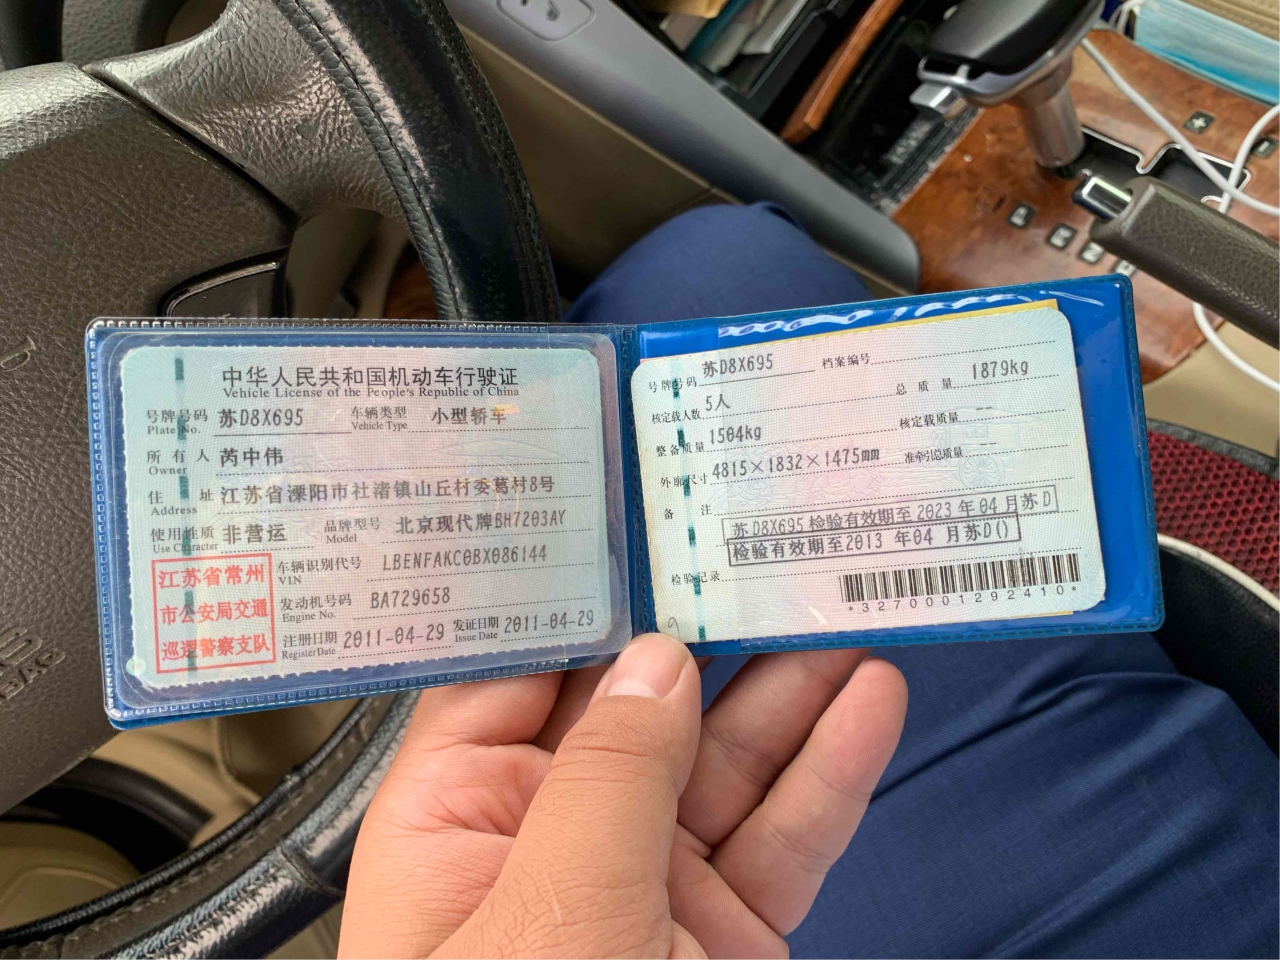 中华人民共和国机动车行驶证
Vehicle License of the People's Republic of China
号牌号码 苏D8X695 车辆类型 小型轿车
Plate No. Vehicle Type
所有人 芮中伟
Owner
住址 江苏省溧阳市社渚镇山丘村委葛村8号
Address
使用性质 非营运 品牌型号 北京现代牌BH7203AY
Use Character Model
江苏省常州
市公安局交通
巡逻警察支队
车辆识别代号 LBENFAKC0BX086144
VIN
发动机号码 BA729658
Engine No.
注册日期 2011-04-29 发证日期 2011-04-29
Register Date Issue Date
号牌号码 苏D8X695 档案编号
核定载人数 5人 总质量 1879kg
整备质量 1504kg 核定载质量 --
外廓尺寸 4815×1832×1475mm 准牵引总质量
备注
苏D8X695 检验有效期至 2023 年 04 月苏 D
检验有效期至2013 年04 月苏D()
检验记录
*3270001292410*
BAG